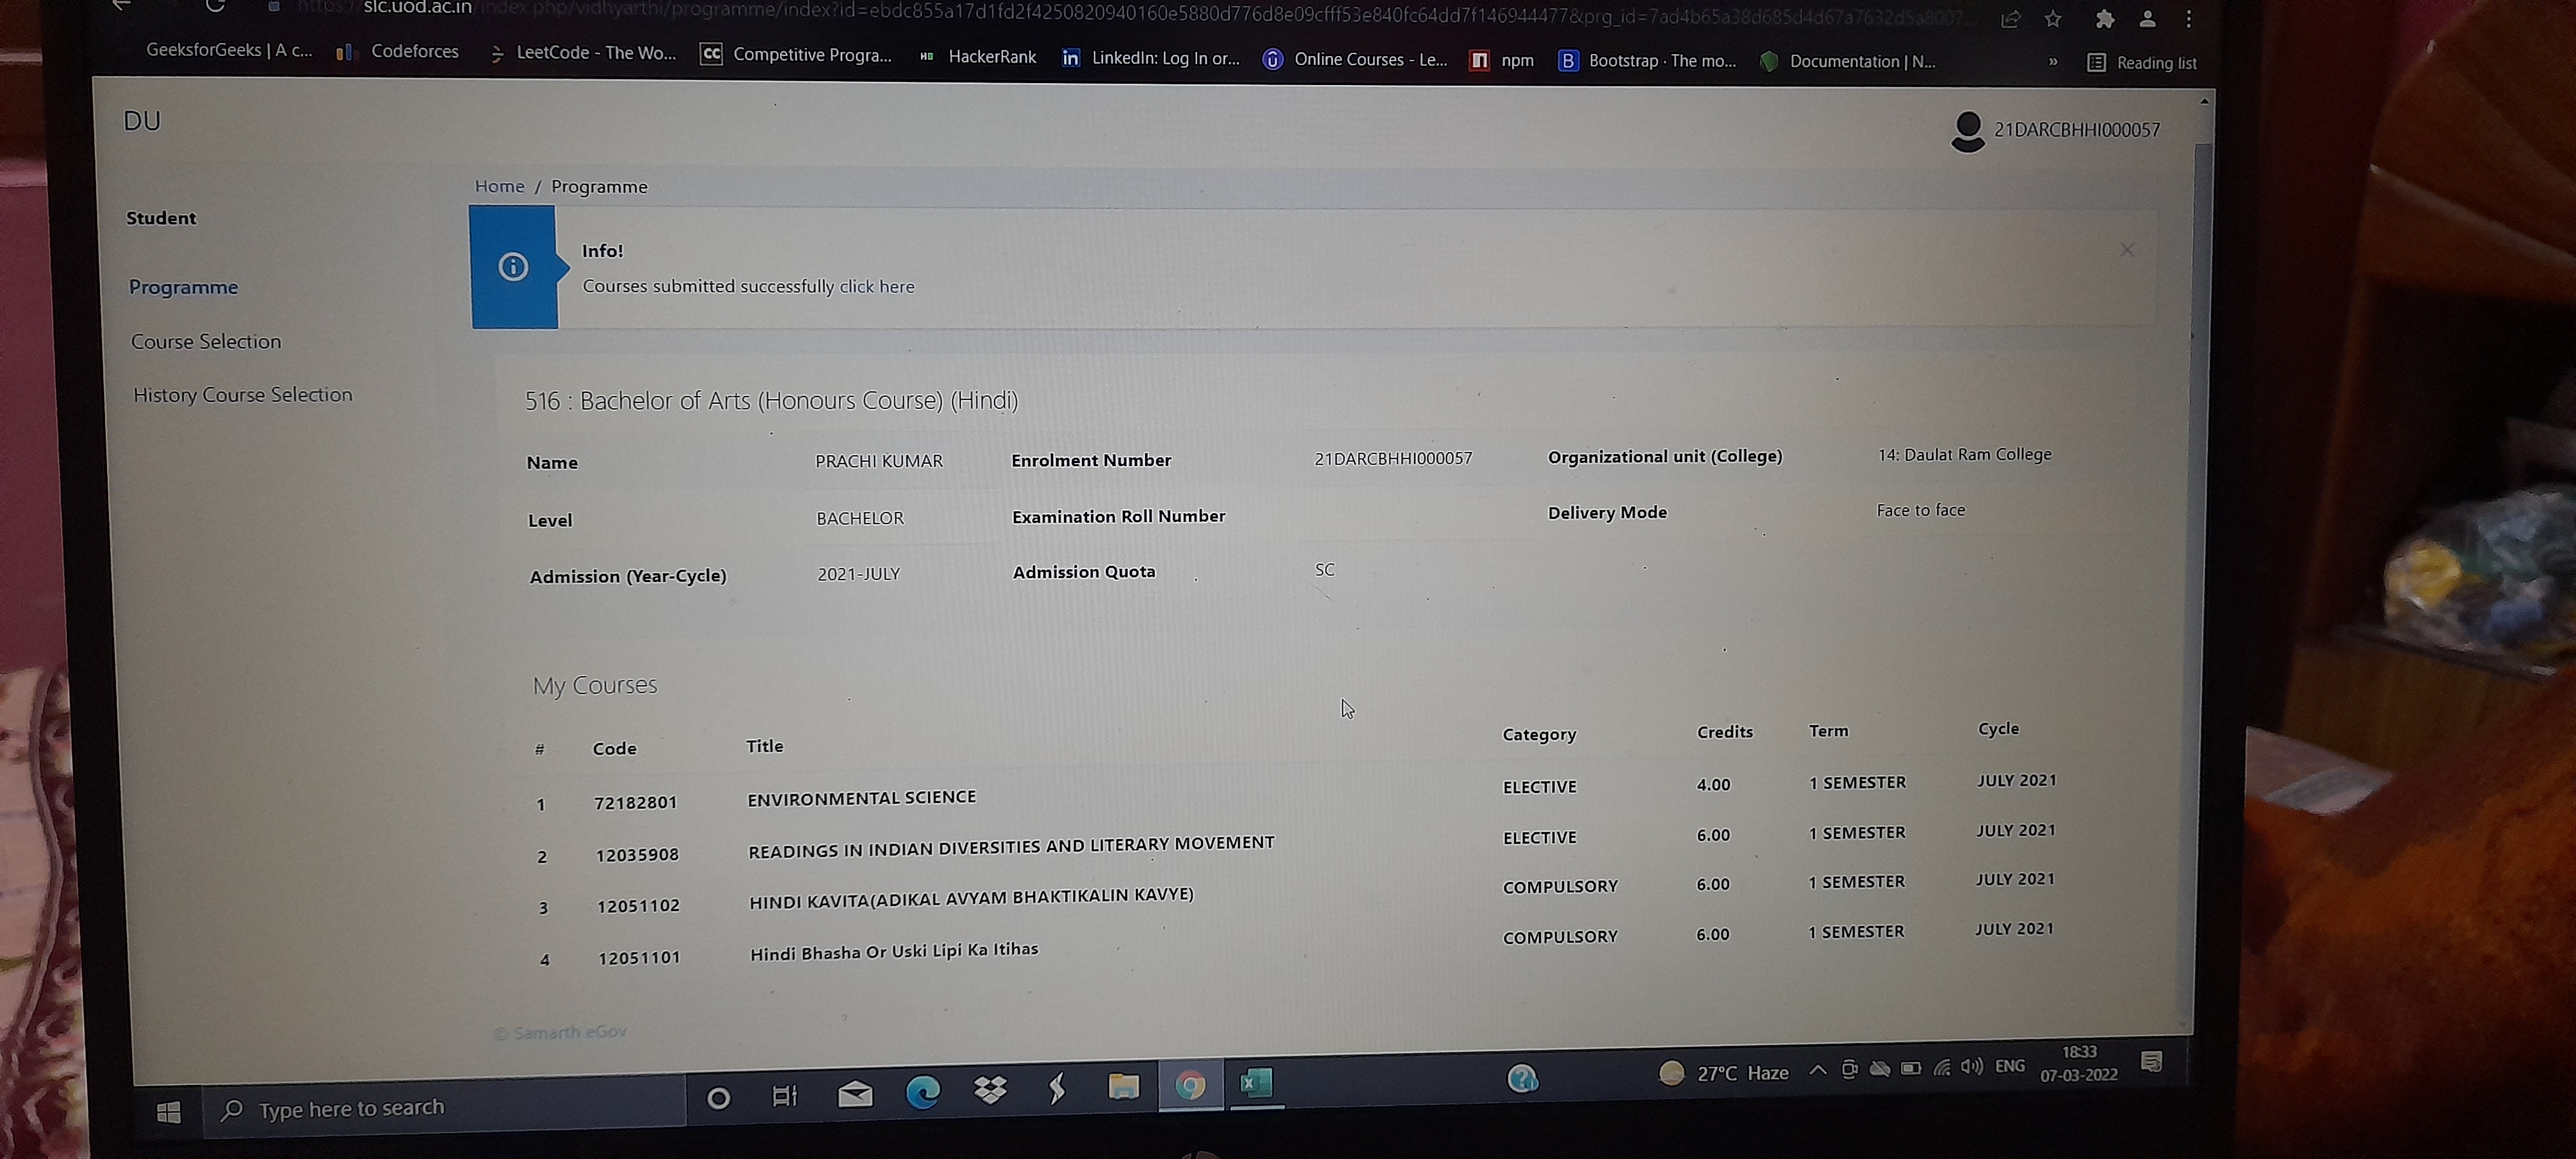 slc.uod.ac.in/index.php/vidhyarthi/programme/index?id=ebdc855a17d1fd2f4250820940160e5880d776d8e09cfff53e840fc64dd7f146944477&prg_id=7ad4b65a38d685d4d67a7632d5a8007...
GeeksforGeeks | A c... Codeforces LeetCode - The Wo... CC Competitive Progra... HackerRank in LinkedIn: Log In or... Online Courses - Le... npm B Bootstrap · The mo... Documentation | N... » Reading list
DU 21DARCBHHI000057
Home / Programme
Student
Info!
Programme
Courses submitted successfully click here
Course Selection
History Course Selection
516 : Bachelor of Arts (Honours Course) (Hindi)
Name PRACHI KUMAR Enrolment Number 21DARCBHHI000057 Organizational unit (College) 14: Daulat Ram College
Level BACHELOR Examination Roll Number Delivery Mode Face to face
Admission (Year-Cycle) 2021-JULY Admission Quota SC
My Courses
# Code Title Category Credits Term Cycle
1 72182801 ENVIRONMENTAL SCIENCE ELECTIVE 4.00 1 SEMESTER JULY 2021
2 12035908 READINGS IN INDIAN DIVERSITIES AND LITERARY MOVEMENT ELECTIVE 6.00 1 SEMESTER JULY 2021
3 12051102 HINDI KAVITA(ADIKAL AVYAM BHAKTIKALIN KAVYE) COMPULSORY 6.00 1 SEMESTER JULY 2021
4 12051101 Hindi Bhasha Or Uski Lipi Ka Itihas COMPULSORY 6.00 1 SEMESTER JULY 2021
© Samarth eGov
Type here to search 27°C Haze ENG 18:33
07-03-2022